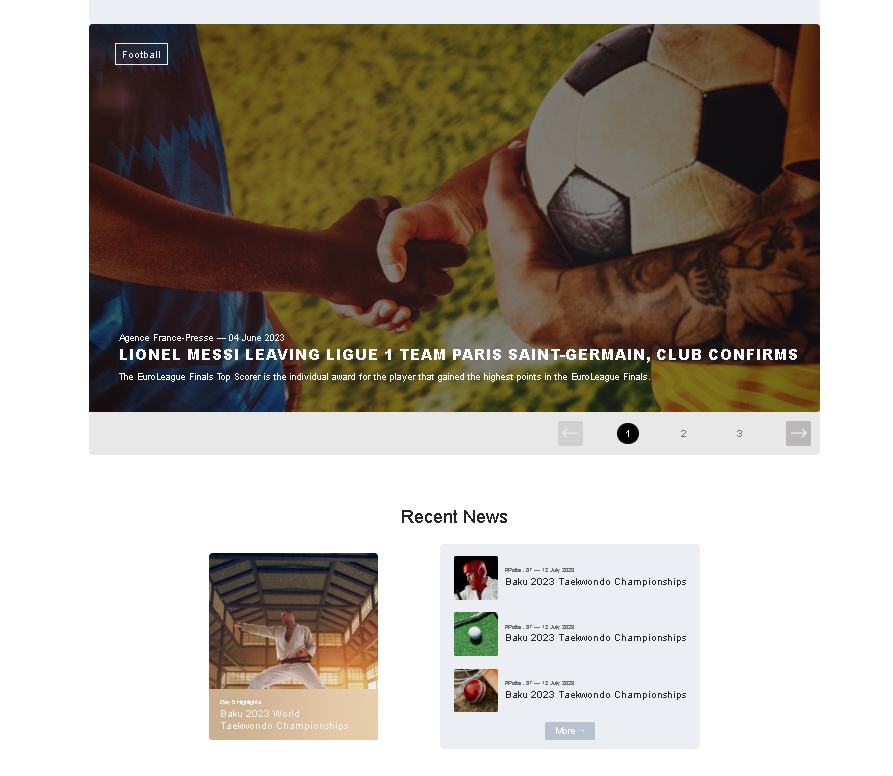 Football
Agence France-Presse — 04 June 2023
LIONEL MESSI LEAVING LIGUE 1 TEAM PARIS SAINT-GERMAIN, CLUB CONFIRMS
The EuroLeague Finals Top Scorer is the individual award for the player that gained the highest points in the EuroLeague Finals.
← 1 2 3 →
Recent News
Day 5 Highlights
Baku 2023 World
Taekwondo Championships
12 July 2023
Baku 2023 Taekwondo Championships
12 July 2023
Baku 2023 Taekwondo Championships
12 July 2023
Baku 2023 Taekwondo Championships
More →